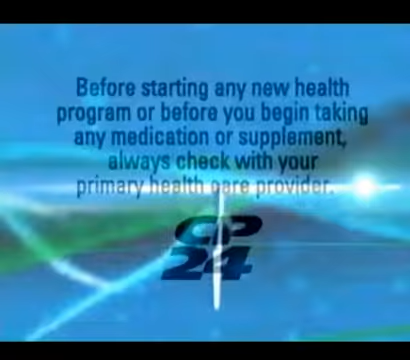 Before starting any new health
program or before you begin taking
any medication or supplement,
always check with your
primary health care provider.
CP
24